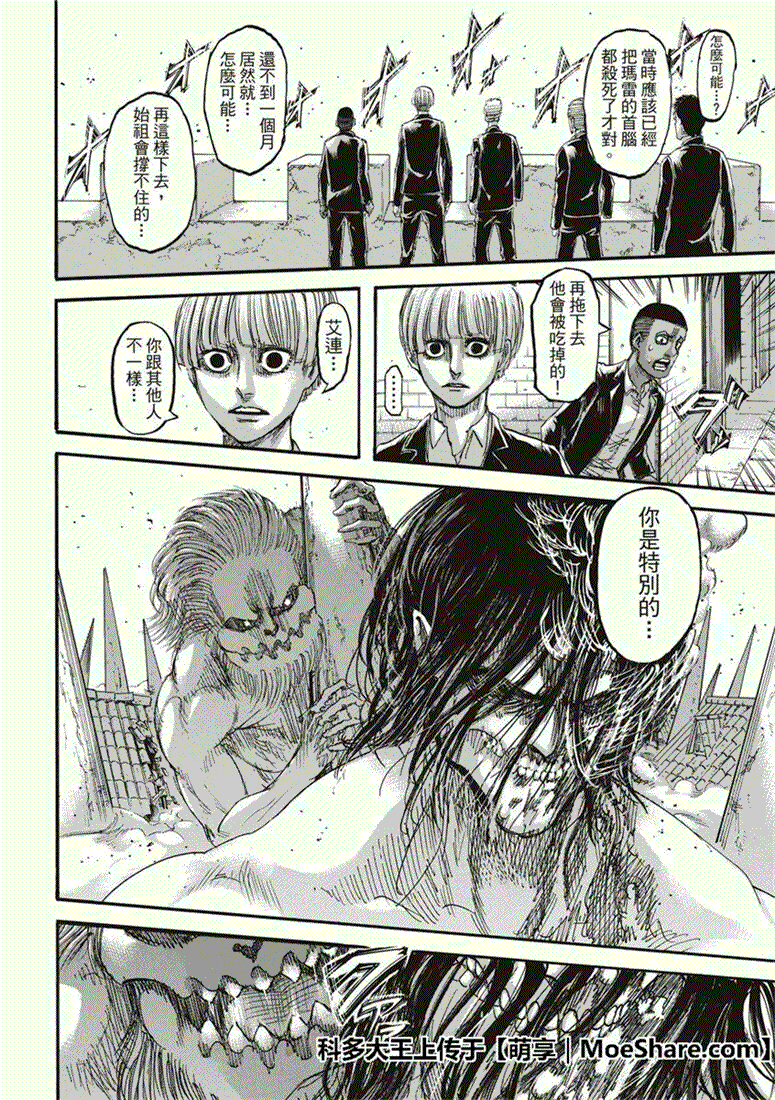 怎麼可能…?
當時應該已經
把瑪雷的首腦
都殺死了才對。
還不到一個月
居然就…
怎麼可能…
再這樣下去，
始祖會撐不住的…
再拖下去
他會被吃掉的！
………
艾連…
你跟其他人
不一樣…
你是特別的…
科多大王上传于【萌享｜MoeShare.com】